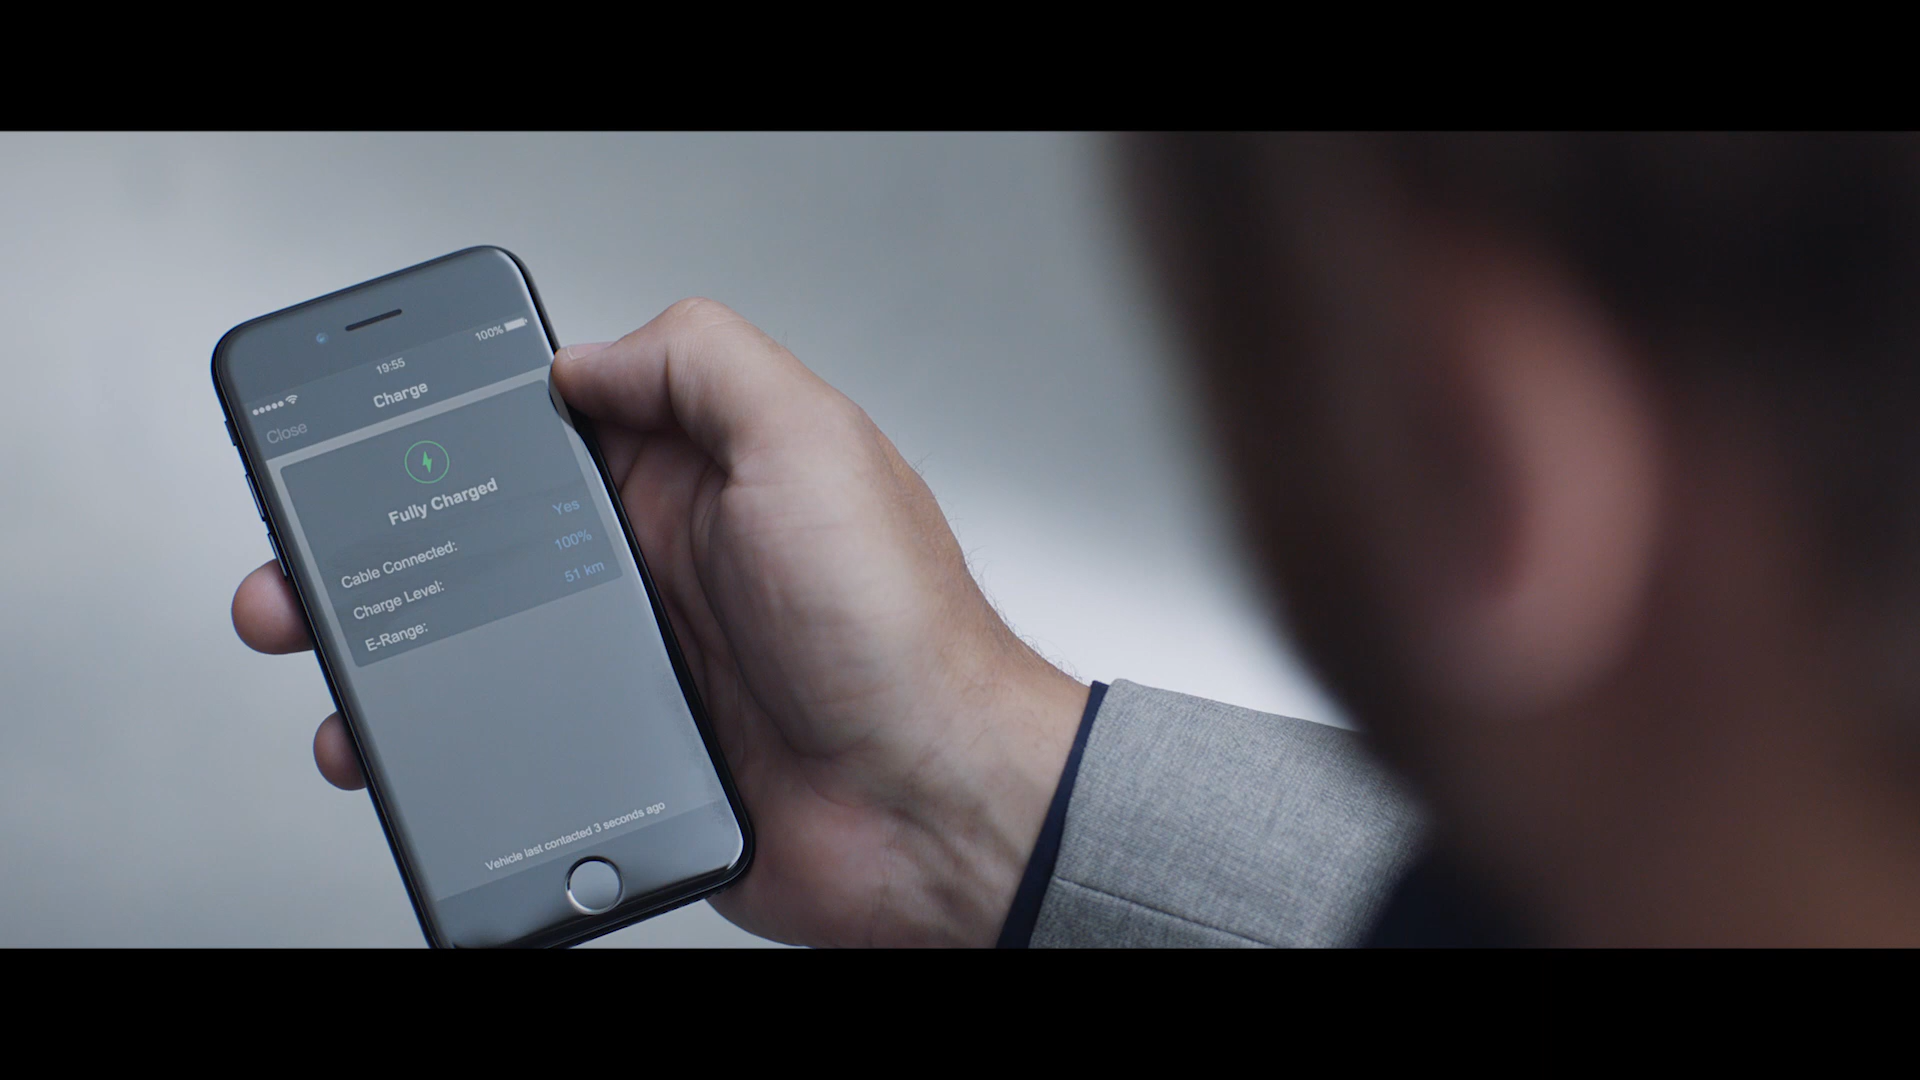 100%
19:55
Charge
Close
Fully Charged
Cable Connected: Yes
Charge Level: 100%
E-Range: 51 km
Vehicle last contacted 3 seconds ago